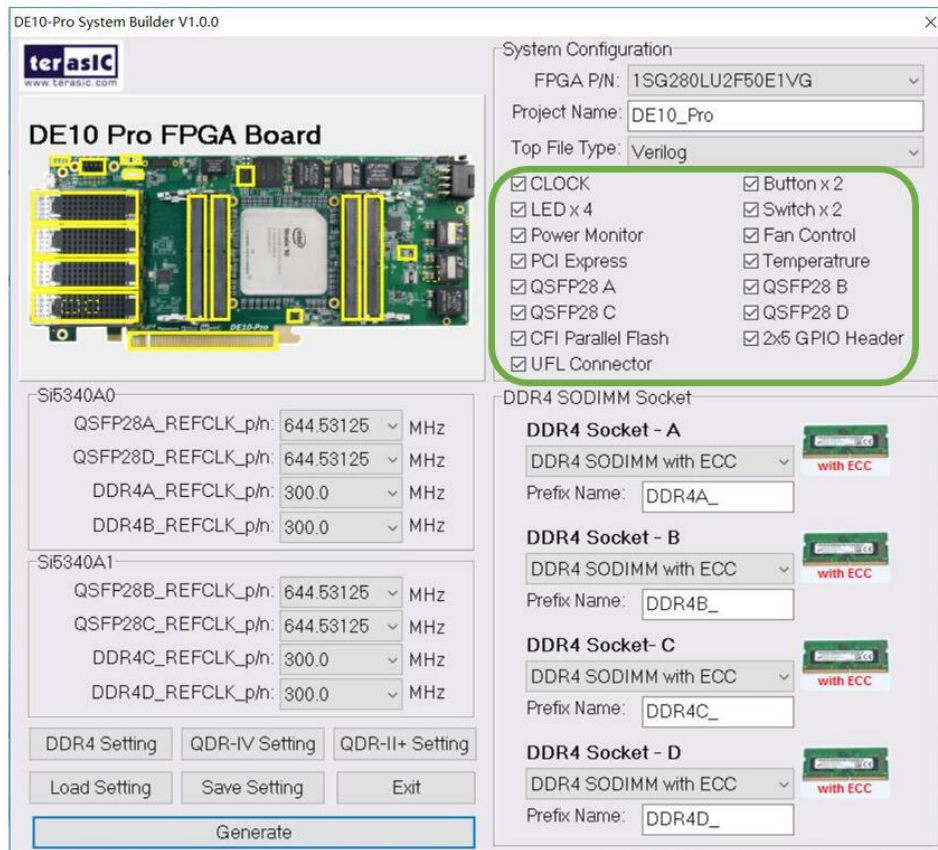 DE10-Pro System Builder V1.0.0
terasIC
www.terasic.com
DE10 Pro FPGA Board
DE10-Pro
System Configuration
FPGA P/N: 1SG280LU2F50E1VG
Project Name: DE10_Pro
Top File Type: Verilog
CLOCK Button x 2
LED x 4 Switch x 2
Power Monitor Fan Control
PCI Express Temperatrure
QSFP28 A QSFP28 B
QSFP28 C QSFP28 D
CFI Parallel Flash 2x5 GPIO Header
UFL Connector
Si5340A0
QSFP28A_REFCLK_p/n: 644.53125 MHz
QSFP28D_REFCLK_p/n: 644.53125 MHz
DDR4A_REFCLK_p/n: 300.0 MHz
DDR4B_REFCLK_p/n: 300.0 MHz
Si5340A1
QSFP28B_REFCLK_p/n: 644.53125 MHz
QSFP28C_REFCLK_p/n: 644.53125 MHz
DDR4C_REFCLK_p/n: 300.0 MHz
DDR4D_REFCLK_p/n: 300.0 MHz
DDR4 Setting QDR-IV Setting QDR-II+ Setting
Load Setting Save Setting Exit
Generate
DDR4 SODIMM Socket
DDR4 Socket - A
DDR4 SODIMM with ECC
with ECC
Prefix Name: DDR4A_
DDR4 Socket - B
DDR4 SODIMM with ECC
with ECC
Prefix Name: DDR4B_
DDR4 Socket- C
DDR4 SODIMM with ECC
with ECC
Prefix Name: DDR4C_
DDR4 Socket - D
DDR4 SODIMM with ECC
with ECC
Prefix Name: DDR4D_